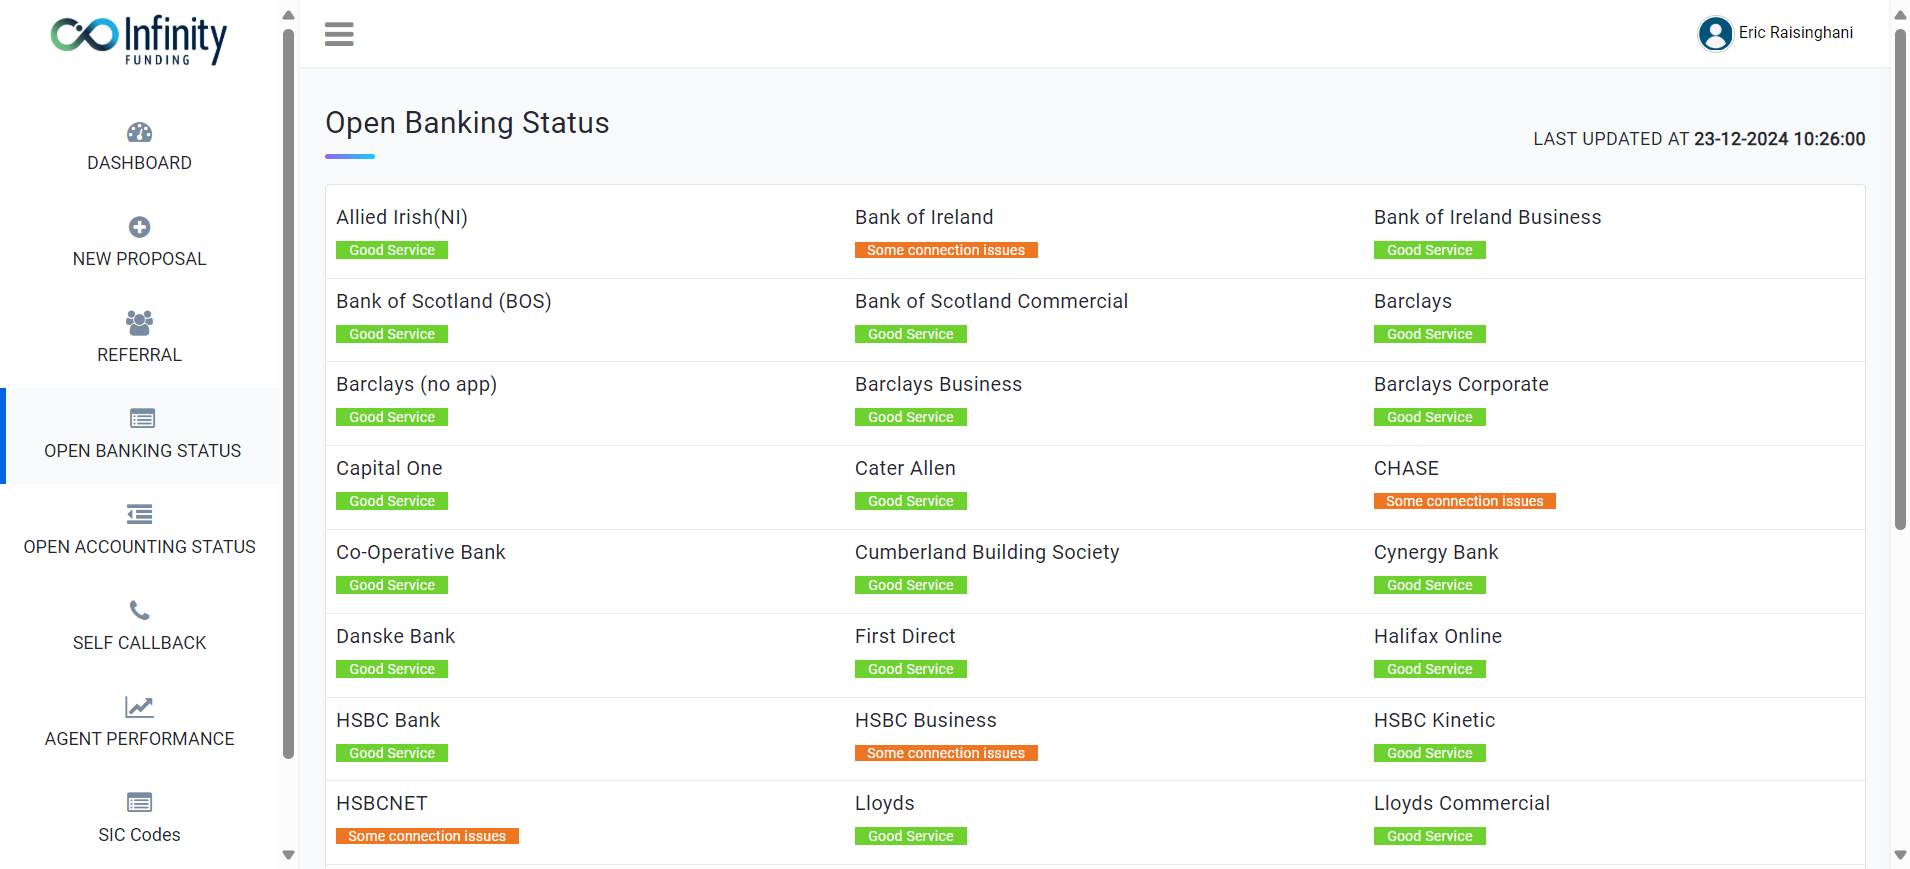 Infinity
FUNDING
Eric Raisinghani
DASHBOARD
NEW PROPOSAL
REFERRAL
OPEN BANKING STATUS
OPEN ACCOUNTING STATUS
SELF CALLBACK
AGENT PERFORMANCE
SIC Codes
Open Banking Status
LAST UPDATED AT 23-12-2024 10:26:00
Allied Irish(NI)
Good Service
Bank of Ireland
Some connection issues
Bank of Ireland Business
Good Service
Bank of Scotland (BOS)
Good Service
Bank of Scotland Commercial
Good Service
Barclays
Good Service
Barclays (no app)
Good Service
Barclays Business
Good Service
Barclays Corporate
Good Service
Capital One
Good Service
Cater Allen
Good Service
CHASE
Some connection issues
Co-Operative Bank
Good Service
Cumberland Building Society
Good Service
Cynergy Bank
Good Service
Danske Bank
Good Service
First Direct
Good Service
Halifax Online
Good Service
HSBC Bank
Good Service
HSBC Business
Some connection issues
HSBC Kinetic
Good Service
HSBCNET
Some connection issues
Lloyds
Good Service
Lloyds Commercial
Good Service